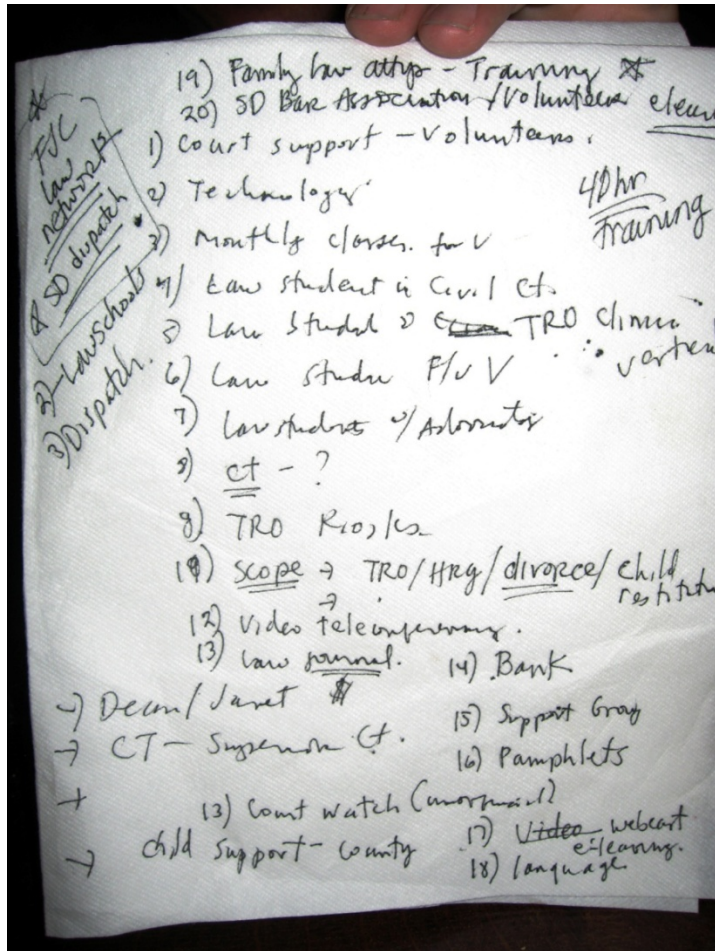 19) Family Law attys - Training
20) SD Bar Association / Volunteers
1) Court support - Volunteers.
2) Technology
40 hr
Training
3) Monthly classes for V
4) Law student in Civil Ct.
5) Law Student TRO Clinic
6) Law F/U V
7) Law students w/ Advocates
8) ct - ?
9) TRO Kiosks
10) scope → TRO/HRG/divorce/child
12) Video teleconferencing.
13) Law journal.
14) Bank
→ Dean/Janet
15) Support Group
→ CT - Superior Ct.
16) Pamphlets
13) Court watch
→ child support - county
17) Video webcast
e-learning.
18) language
FJC
law
networks
& SD dispatch
2) Law schools
3) Dispatch.